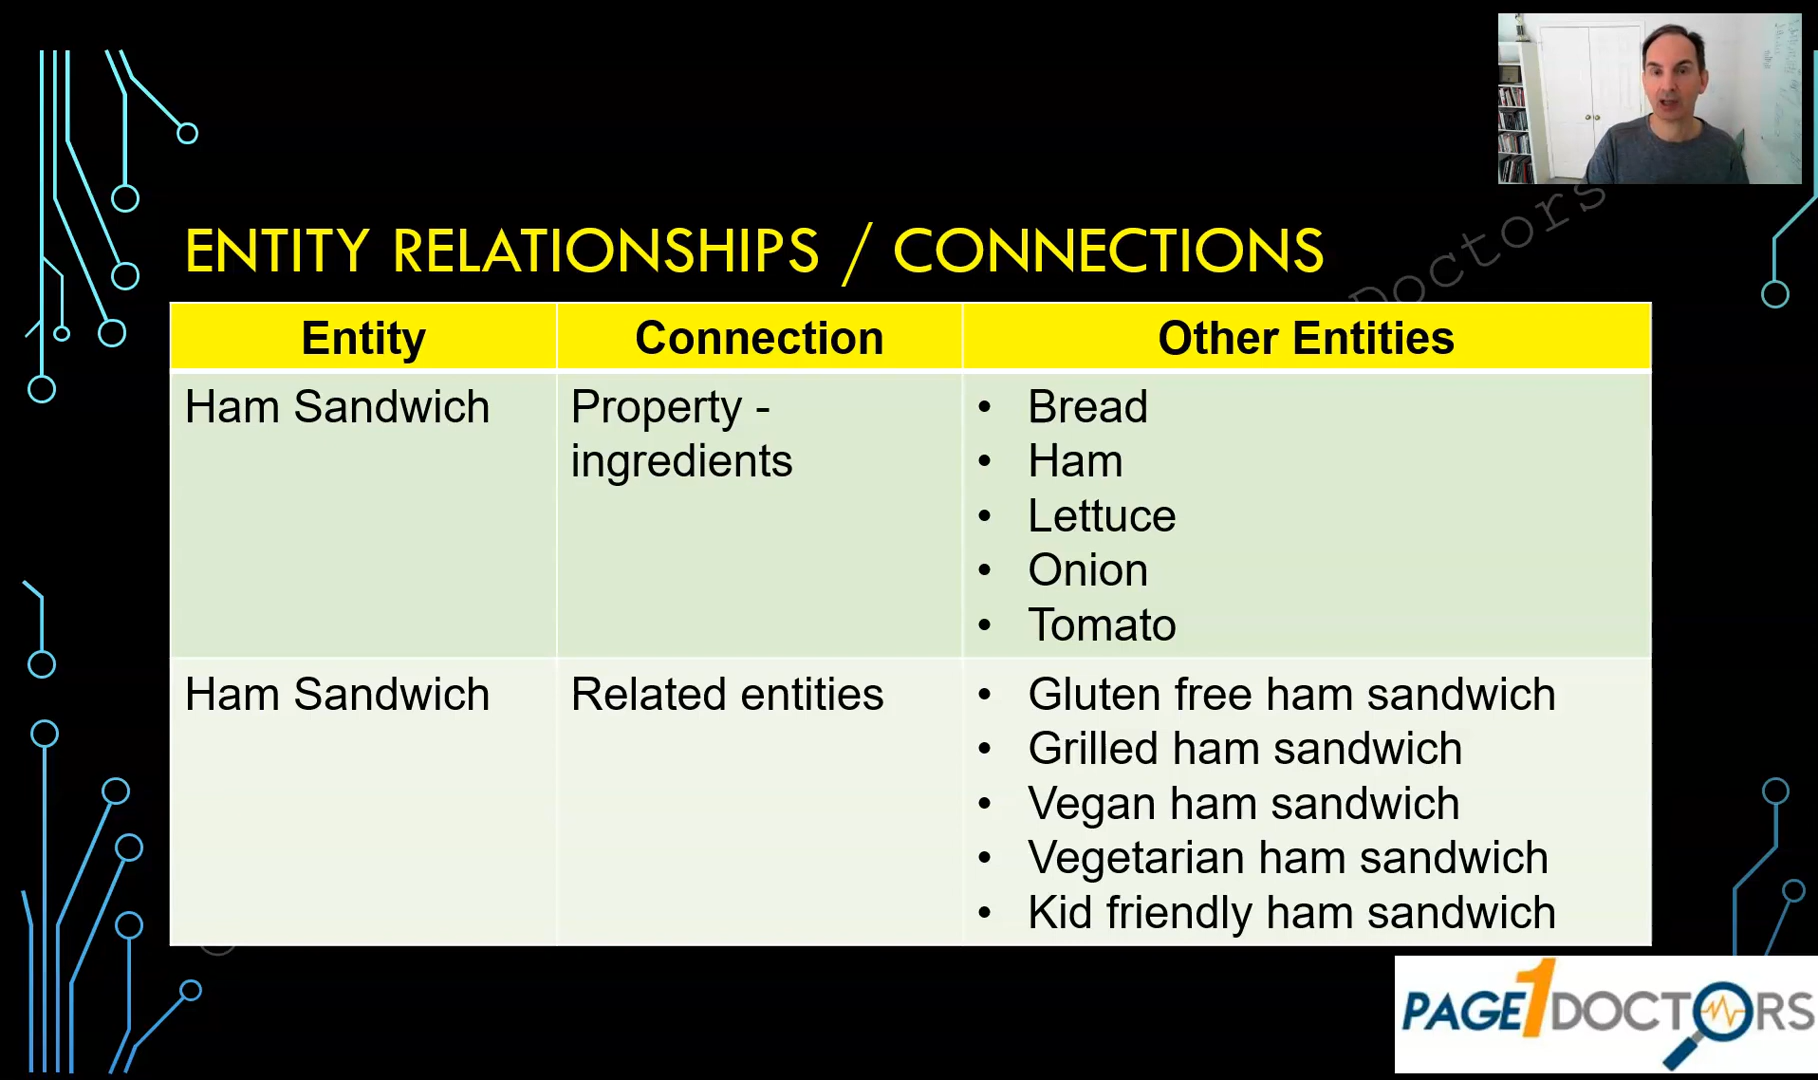 ENTITY RELATIONSHIPS / CONNECTIONS
Doctors
Entity
Connection
Other Entities
Ham Sandwich
Property -
ingredients
• Bread
• Ham
• Lettuce
• Onion
• Tomato
Ham Sandwich
Related entities
• Gluten free ham sandwich
• Grilled ham sandwich
• Vegan ham sandwich
• Vegetarian ham sandwich
• Kid friendly ham sandwich
PAGE1DOCTORS